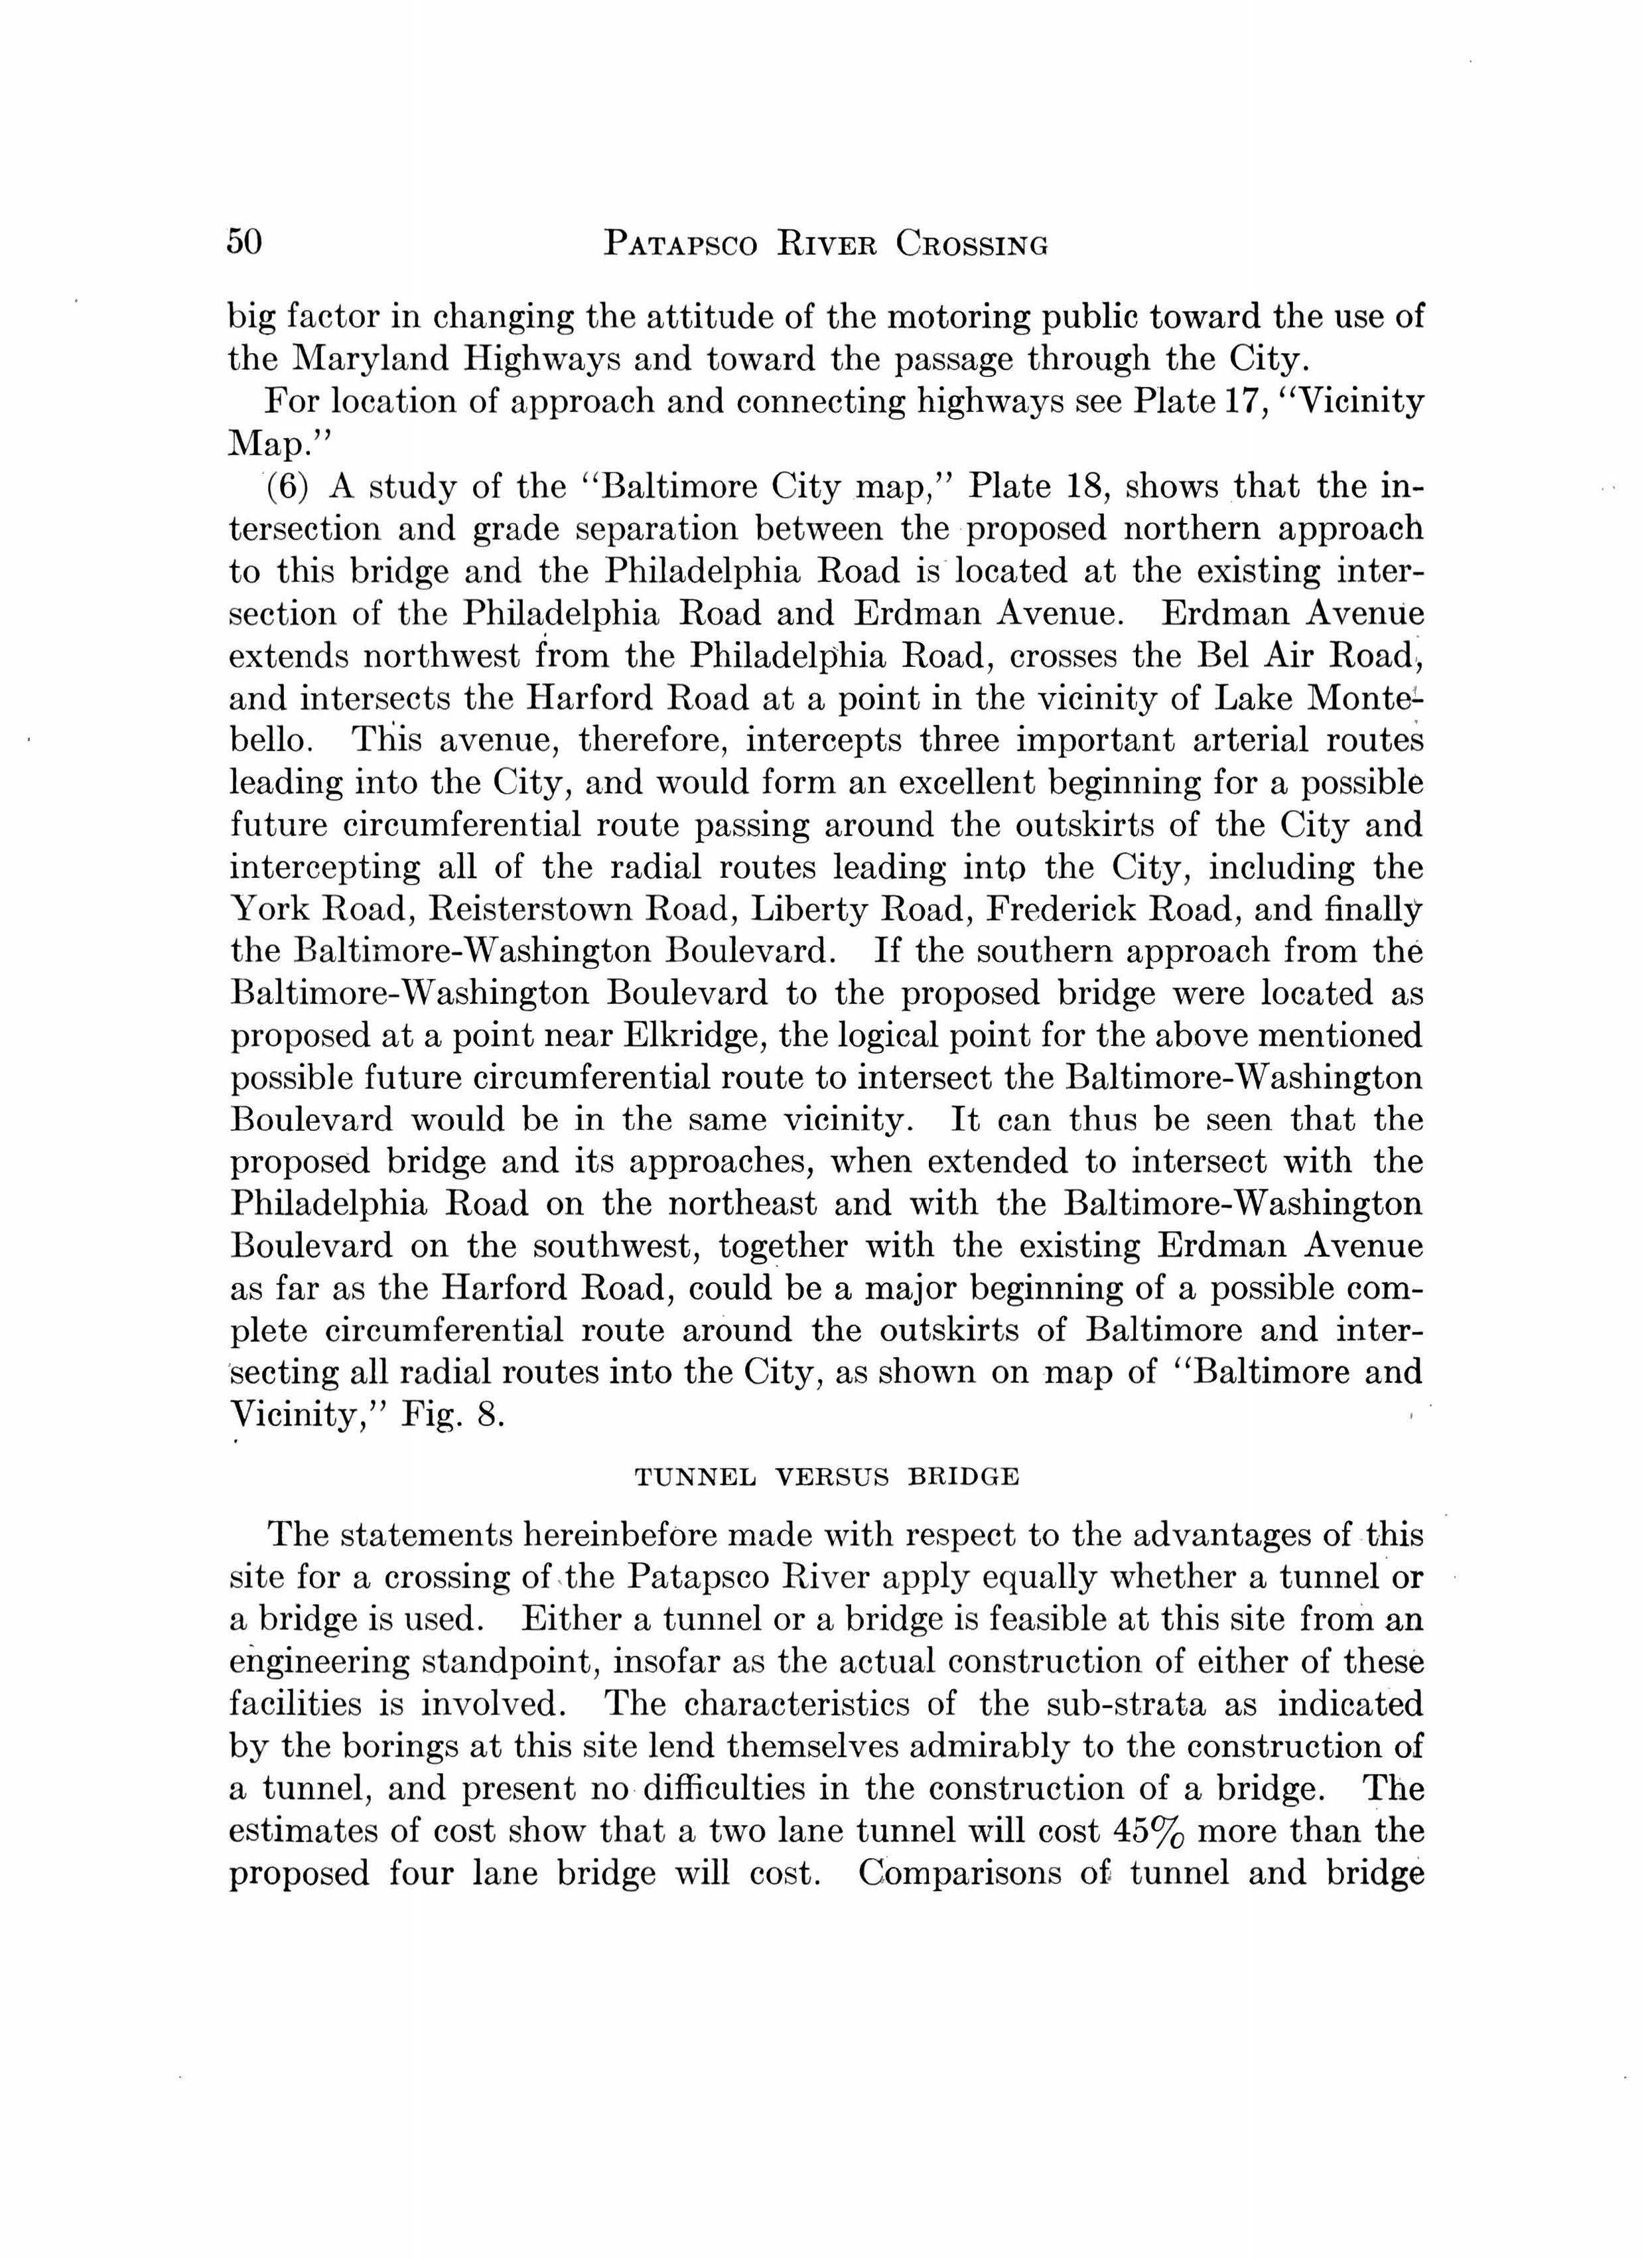 50 PATAPSCO RIVER CROSSING
big factor in changing the attitude of the motoring public toward the use of
the Maryland Highways and toward the passage through the City.
For location of approach and connecting highways see Plate 17, “Vicinity
Map.”
(6) A study of the “Baltimore City map,” Plate 18, shows that the in-
tersection and grade separation between the proposed northern approach
to this bridge and the Philadelphia Road is located at the existing inter-
section of the Philadelphia Road and Erdman Avenue. Erdman Avenue
extends northwest from the Philadelphia Road, crosses the Bel Air Road,
and intersects the Harford Road at a point in the vicinity of Lake Monte-
bello. This avenue, therefore, intercepts three important arterial routes
leading into the City, and would form an excellent beginning for a possible
future circumferential route passing around the outskirts of the City and
intercepting all of the radial routes leading into the City, including the
York Road, Reisterstown Road, Liberty Road, Frederick Road, and finally
the Baltimore-Washington Boulevard. If the southern approach from the
Baltimore-Washington Boulevard to the proposed bridge were located as
proposed at a point near Elkridge, the logical point for the above mentioned
possible future circumferential route to intersect the Baltimore-Washington
Boulevard would be in the same vicinity. It can thus be seen that the
proposed bridge and its approaches, when extended to intersect with the
Philadelphia Road on the northeast and with the Baltimore-Washington
Boulevard on the southwest, together with the existing Erdman Avenue
as far as the Harford Road, could be a major beginning of a possible com-
plete circumferential route around the outskirts of Baltimore and inter-
secting all radial routes into the City, as shown on map of “Baltimore and
Vicinity,” Fig. 8.
TUNNEL VERSUS BRIDGE
The statements hereinbefore made with respect to the advantages of this
site for a crossing of the Patapsco River apply equally whether a tunnel or
a bridge is used. Either a tunnel or a bridge is feasible at this site from an
engineering standpoint, insofar as the actual construction of either of these
facilities is involved. The characteristics of the sub-strata as indicated
by the borings at this site lend themselves admirably to the construction of
a tunnel, and present no difficulties in the construction of a bridge. The
estimates of cost show that a two lane tunnel will cost 45% more than the
proposed four lane bridge will cost. Comparisons of tunnel and bridge